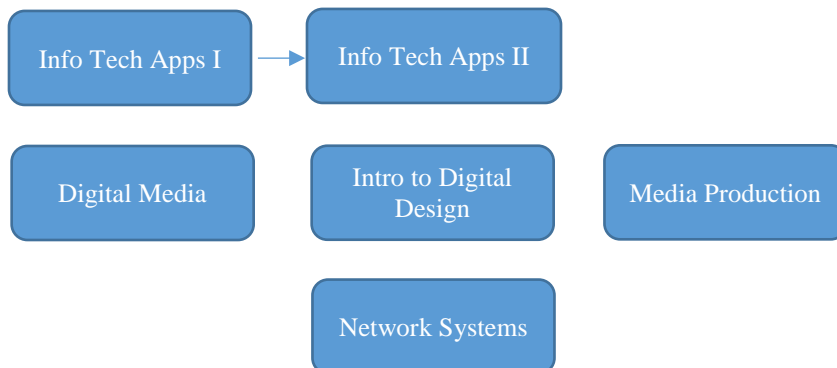 Info Tech Apps I
Info Tech Apps II
Digital Media
Intro to Digital
Design
Media Production
Network Systems